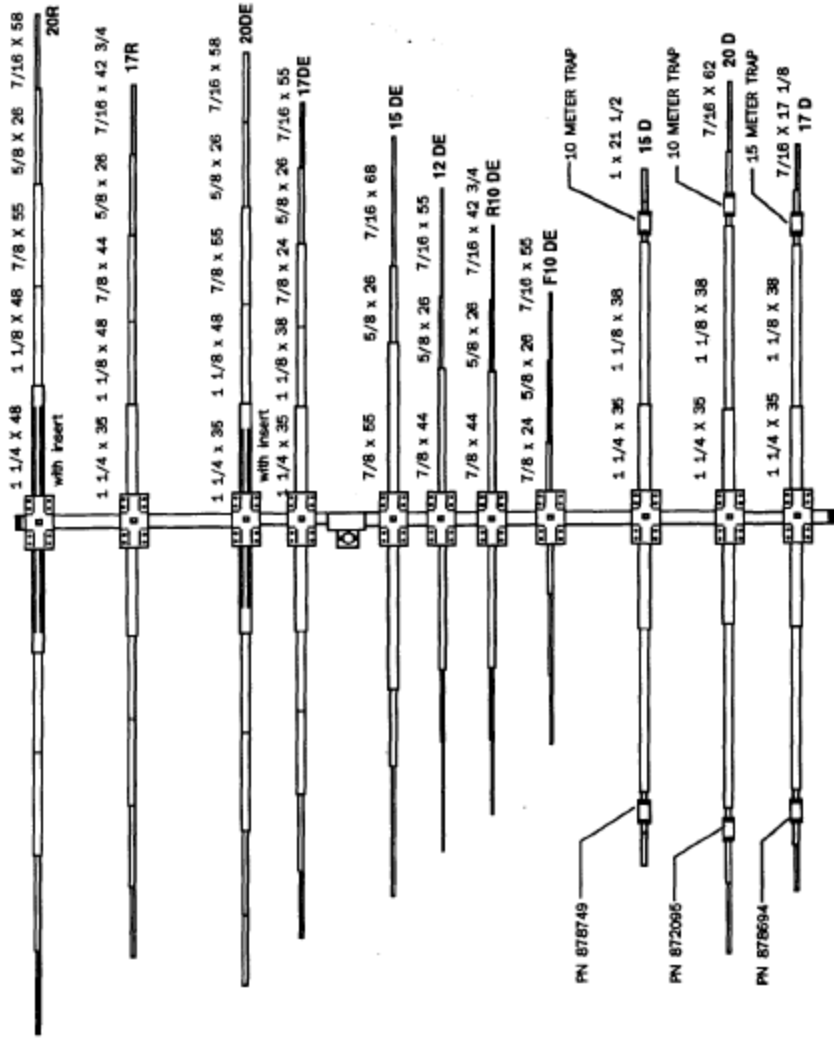 1 1/4 X 48 1 1/8 X 48 7/8 X 55 5/8 X 26 7/16 X 58
20R
with insert
1 1/4 X 35 1 1/8 X 48 7/8 X 44 5/8 X 26 7/16 X 42 3/4
17R
1 1/4 X 35 1 1/8 X 48 7/8 X 55 5/8 X 26 7/16 X 58
20DE
with insert
1 1/4 X 35 1 1/8 X 38 7/8 X 24 5/8 X 26 7/16 X 55
17DE
7/8 X 55 5/8 X 26 7/16 X 68
15 DE
7/8 X 44 5/8 X 26 7/16 X 55
12 DE
7/8 X 44 5/8 X 26 7/16 X 42 3/4
R10 DE
7/8 X 24 5/8 X 26 7/16 X 55
F10 DE
10 METER TRAP
1 1/4 X 35 1 1/8 X 38 1 x 21 1/2
15 D
PN 878749
10 METER TRAP
1 1/4 X 35 1 1/8 X 38 7/16 X 62
20 D
PN 872095
15 METER TRAP
1 1/4 X 35 1 1/8 X 38 7/16 X 17 1/8
17 D
PN 878694